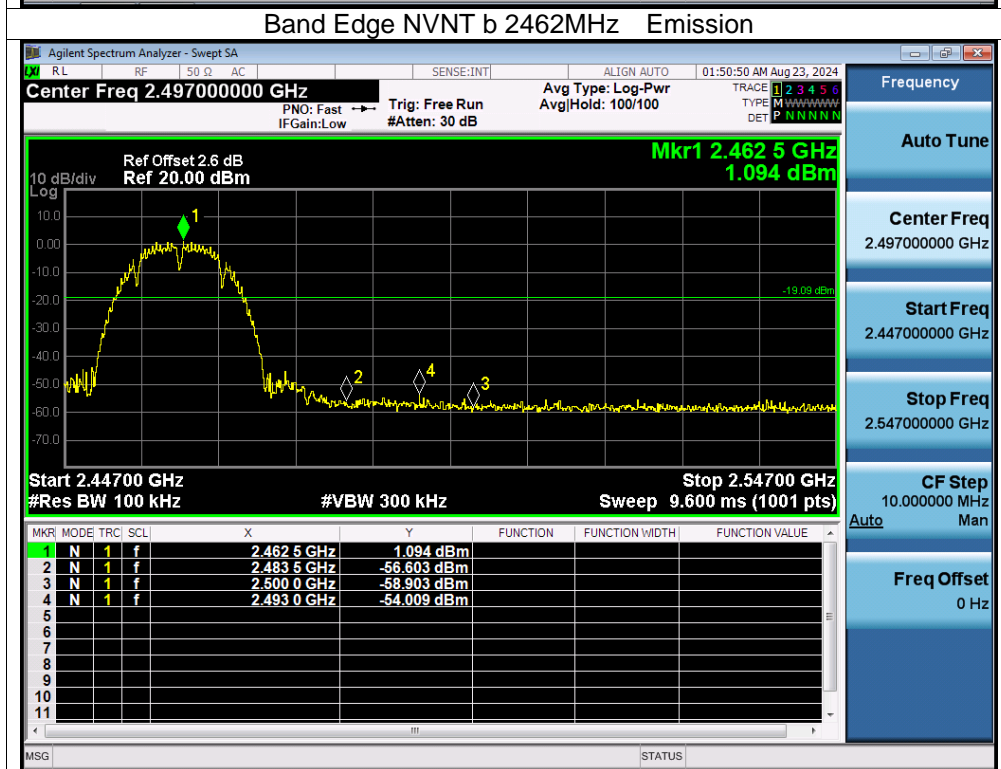 Band Edge NVNT b 2462MHz Emission
Agilent Spectrum Analyzer - Swept SA
LXI RL RF 50 Ω AC SENSE:INT ALIGN AUTO 01:50:50 AM Aug 23, 2024
Center Freq 2.497000000 GHz
PNO: Fast
IFGain:Low
Trig: Free Run
#Atten: 30 dB
Avg Type: Log-Pwr
Avg|Hold: 100/100
TRACE 1 2 3 4 5 6
TYPE M WWWWW
DET P N N N N N
Ref Offset 2.6 dB
10 dB/div Ref 20.00 dBm
Log
Mkr1 2.462 5 GHz
1.094 dBm
10.0
0.00
-10.0
-20.0
-30.0
-40.0
-50.0
-60.0
-70.0
1
2
4
3
-19.09 dBm
Start 2.44700 GHz Stop 2.54700 GHz
#Res BW 100 kHz #VBW 300 kHz Sweep 9.600 ms (1001 pts)
MKR MODE TRC SCL X Y FUNCTION FUNCTION WIDTH FUNCTION VALUE
1 N 1 f 2.462 5 GHz 1.094 dBm
2 N 1 f 2.483 5 GHz -56.603 dBm
3 N 1 f 2.500 0 GHz -58.903 dBm
4 N 1 f 2.493 0 GHz -54.009 dBm
5
6
7
8
9
10
11
MSG STATUS
Frequency
Auto Tune
Center Freq
2.497000000 GHz
Start Freq
2.447000000 GHz
Stop Freq
2.547000000 GHz
CF Step
10.000000 MHz
Auto Man
Freq Offset
0 Hz